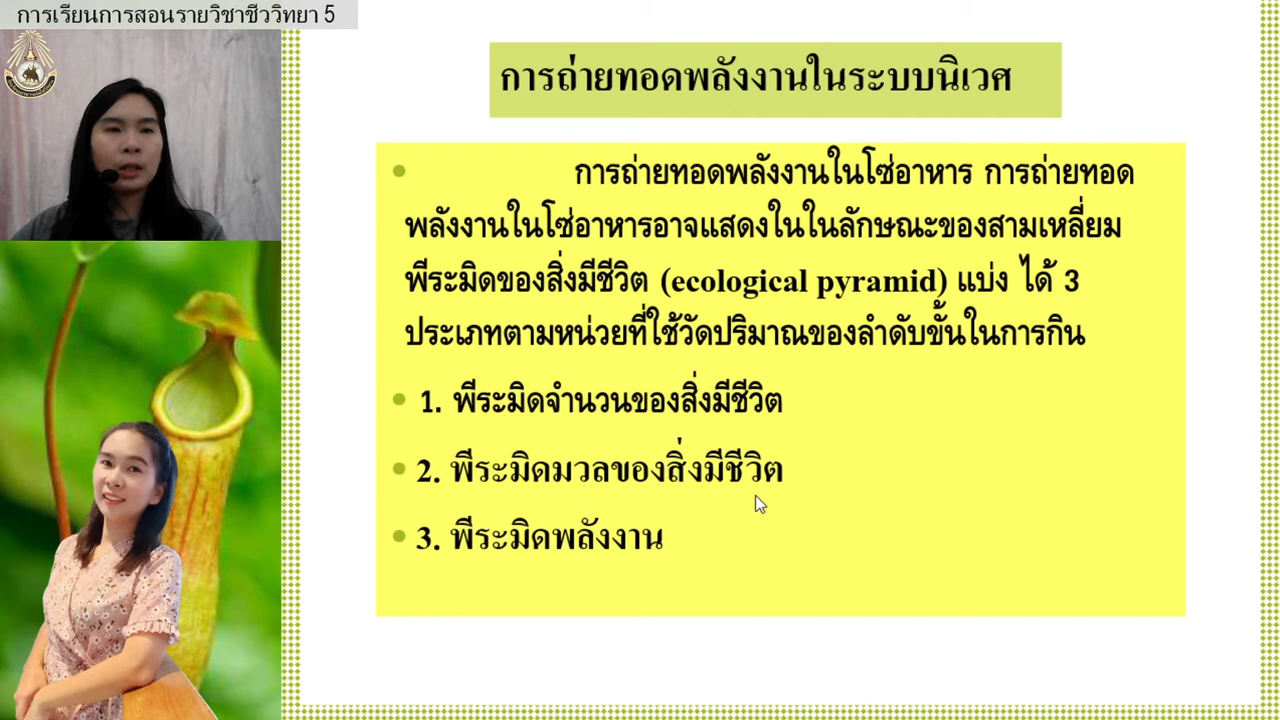 การเรียนการสอนรายวิชาชีววิทยา 5
การถ่ายทอดพลังงานในระบบนิเวศ
การถ่ายทอดพลังงานในโซ่อาหาร การถ่ายทอด
พลังงานในโซ่อาหารอาจแสดงในในลักษณะของสามเหลี่ยม
พีระมิดของสิ่งมีชีวิต (ecological pyramid) แบ่ง ได้ 3
ประเภทตามหน่วยที่ใช้วัดปริมาณของลำดับขั้นในการกิน
1. พีระมิดจำนวนของสิ่งมีชีวิต
2. พีระมิดมวลของสิ่งมีชีวิต
3. พีระมิดพลังงาน